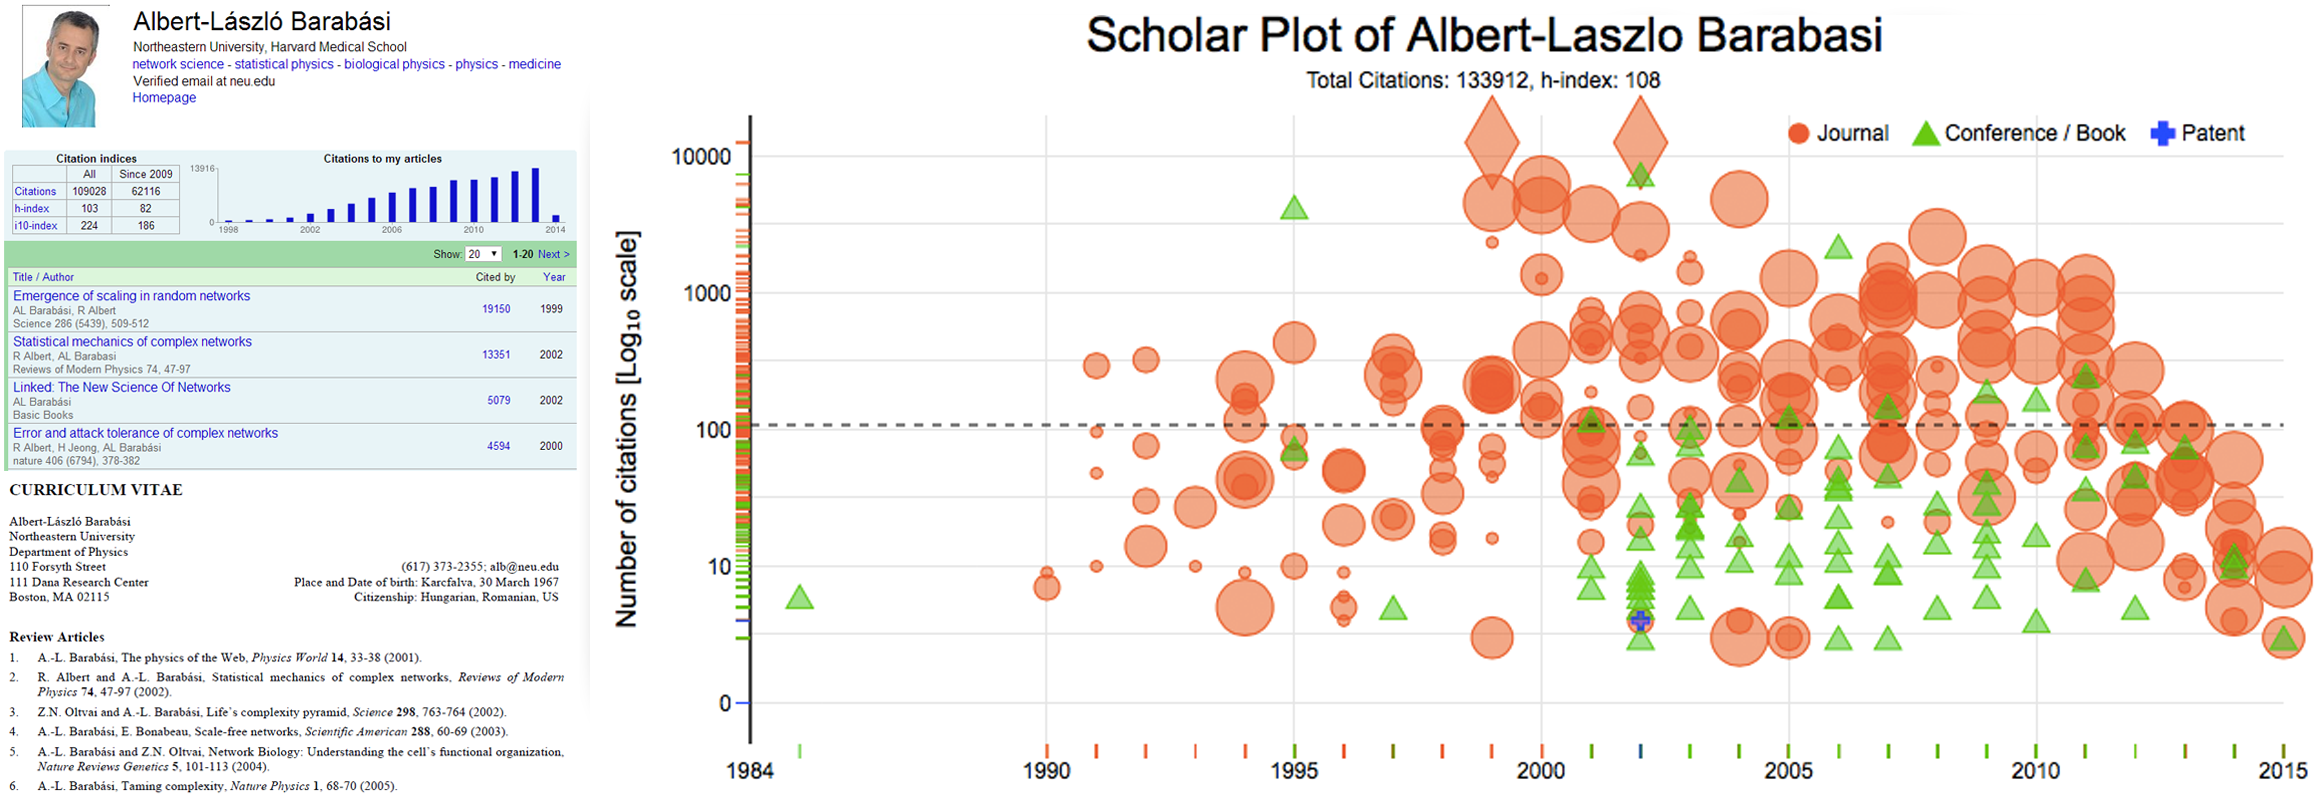 Albert-László Barabási
Northeastern University, Harvard Medical School
network science - statistical physics - biological physics - physics - medicine
Verified email at neu.edu
Homepage
Citation indices
All Since 2009
Citations 109028 62116
h-index 103 82
i10-index 224 186
Citations to my articles
13916
0
1998 2002 2006 2010 2014
Show: 20 1-20 Next >
Title / Author Cited by Year
Emergence of scaling in random networks 19150 1999
AL Barabási, R Albert
Science 286 (5439), 509-512
Statistical mechanics of complex networks 13351 2002
R Albert, AL Barabasi
Reviews of Modern Physics 74, 47-97
Linked: The New Science Of Networks 5079 2002
AL Barabási
Basic Books
Error and attack tolerance of complex networks 4594 2000
R Albert, H Jeong, AL Barabási
nature 406 (6794), 378-382
CURRICULUM VITAE
Albert-László Barabási
Northeastern University
Department of Physics
110 Forsyth Street (617) 373-2355; alb@neu.edu
111 Dana Research Center Place and Date of birth: Karcfalva, 30 March 1967
Boston, MA 02115 Citizenship: Hungarian, Romanian, US
Review Articles
1. A.-L. Barabási, The physics of the Web, Physics World 14, 33-38 (2001).
2. R. Albert and A.-L. Barabási, Statistical mechanics of complex networks, Reviews of Modern
Physics 74, 47-97 (2002).
3. Z.N. Oltvai and A.-L. Barabási, Life`s complexity pyramid, Science 298, 763-764 (2002).
4. A.-L. Barabási, E. Bonabeau, Scale-free networks, Scientific American 288, 60-69 (2003).
5. A.-L. Barabási and Z.N. Oltvai, Network Biology: Understanding the cell`s functional organization,
Nature Reviews Genetics 5, 101-113 (2004).
6. A.-L. Barabási, Taming complexity, Nature Physics 1, 68-70 (2005).
Scholar Plot of Albert-Laszlo Barabasi
Total Citations: 133912, h-index: 108
Journal Conference / Book Patent
Number of citations [Log₁₀ scale]
10000
1000
100
10
0
1984 1990 1995 2000 2005 2010 2015